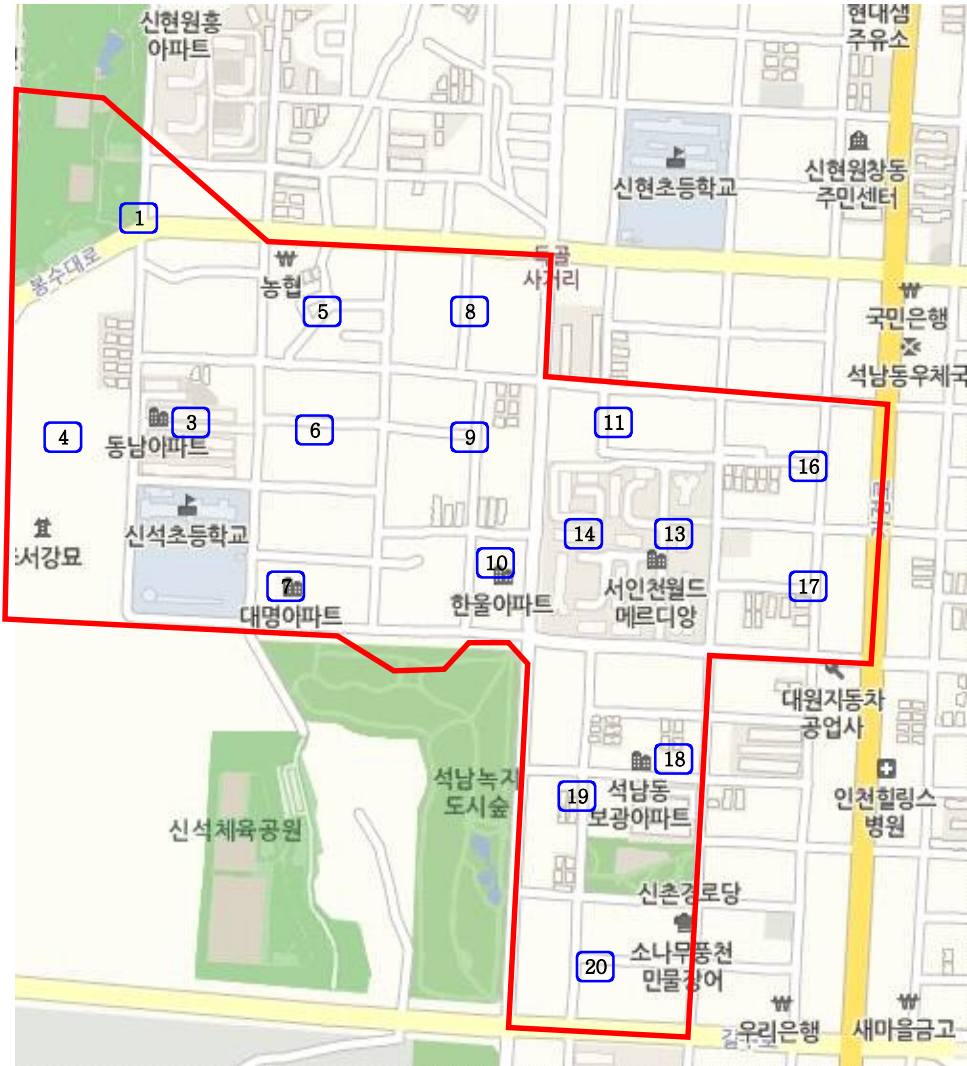 현대샘
주유소
신현원흥
아파트
신현초등학교
신현원창동
주민센터
1
봉수대로
농협
사거리
국민은행
5
8
석남동우체국
4
3
동남아파트
6
9
11
16
신석초등학교
14
13
10
7
대명아파트
한울아파트
서인천월드
메르디앙
17
대원지동차
공업사
18
석남동
보광아파트
19
석남녹지
도시숲
인천힐링스
병원
신석체육공원
신촌경로당
소나무풍천
민물장어
20
우리은행
새마을금고